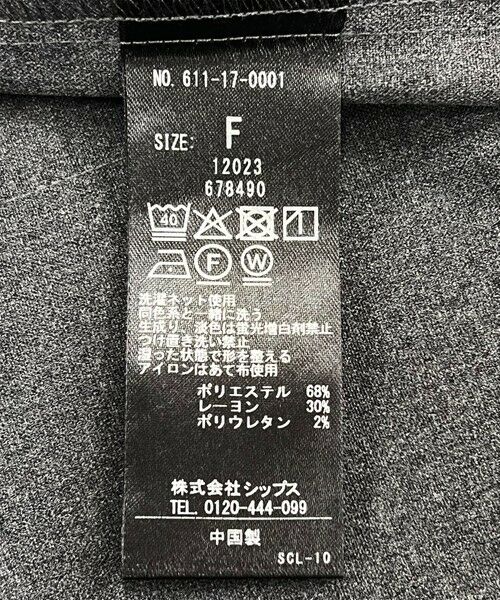 NO. 611-17-0001
SIZE: F
12023
678490
40
F W
洗濯ネット使用
同色系と一緒に洗う
生成り、淡色は蛍光増白剤禁止
つけ置き洗い禁止
湿った状態で形を整える
アイロンはあて布使用
ポリエステル 68%
レーヨン 30%
ポリウレタン 2%
株式会社シップス
TEL. 0120-444-099
中国製
SCL-10